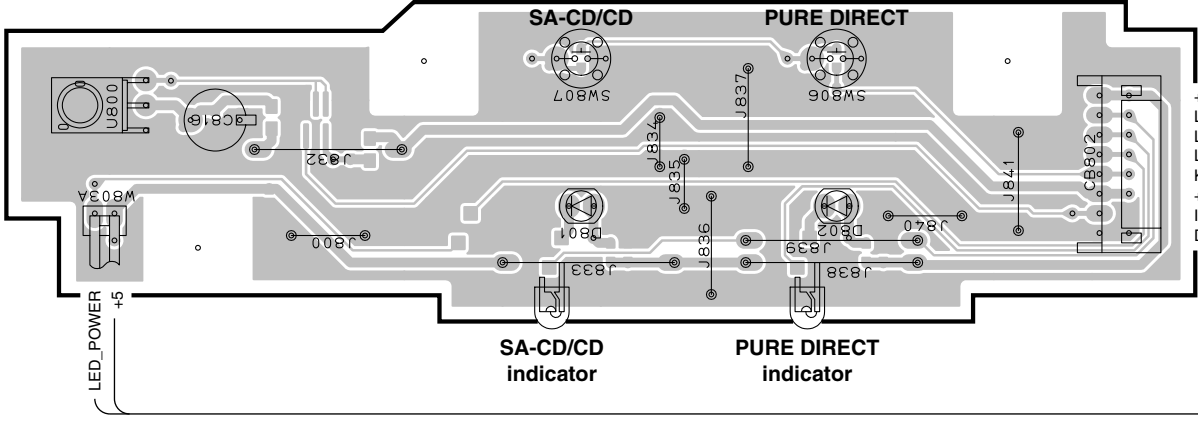 SA-CD/CD
PURE DIRECT
U800
C816
SW807
SW806
J837
J834
J832
J835
J841
CB802
W803A
D801
D802
J836
J840
J839
J800
J833
J838
+
L
L
L
K
+
I
D
LED_POWER
+5
SA-CD/CD
indicator
PURE DIRECT
indicator